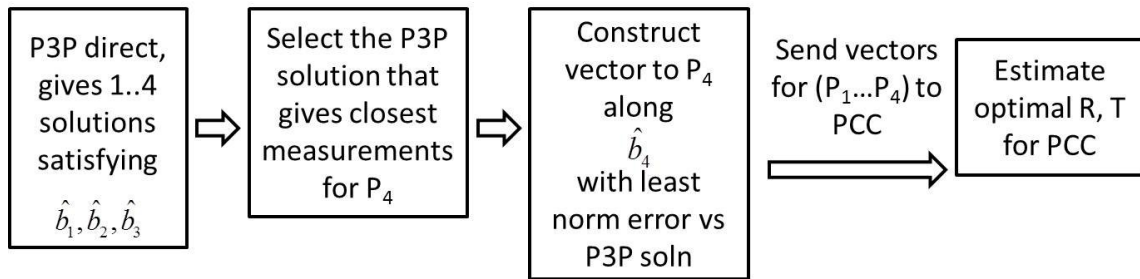 P3P direct,
gives 1..4
solutions
satisfying
b̂₁, b̂₂, b̂₃
Select the P3P
solution that
gives closest
measurements
for P₄
Construct
vector to P₄
along
b̂₄
with least
norm error vs
P3P soln
Send vectors
for (P₁...P₄) to
PCC
Estimate
optimal R, T
for PCC